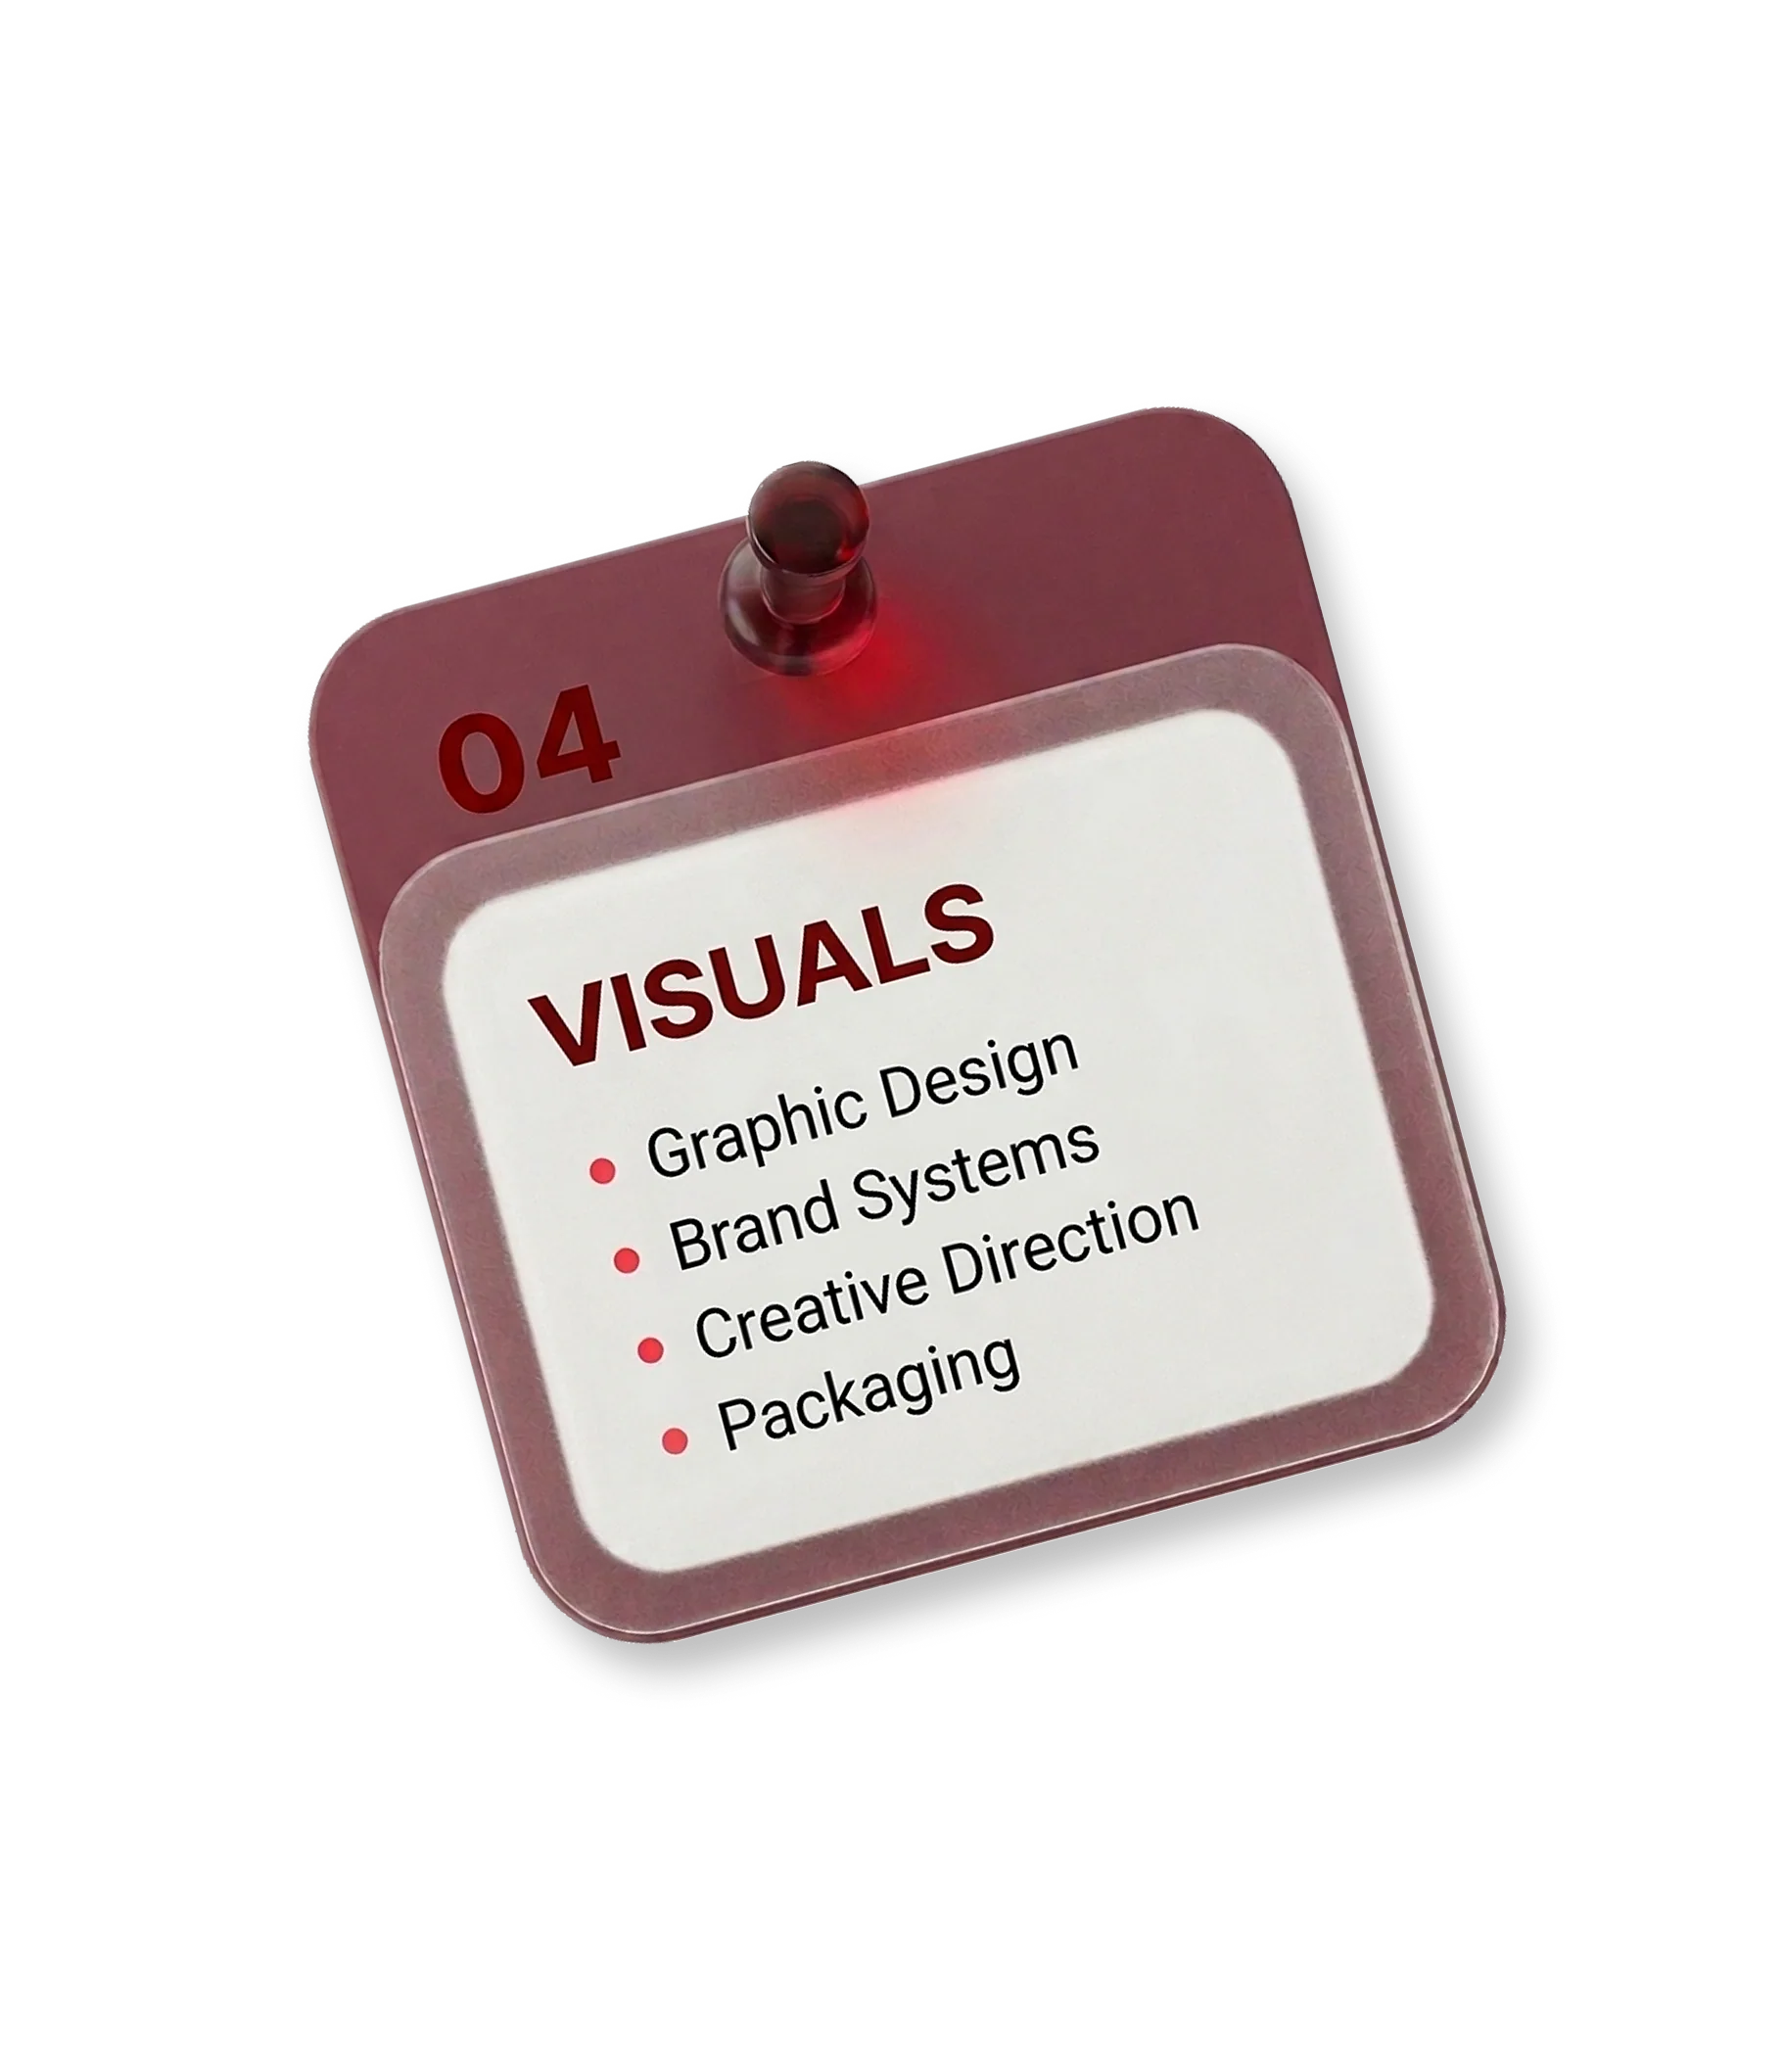 04
VISUALS
Graphic Design
Brand Systems
Creative Direction
Packaging